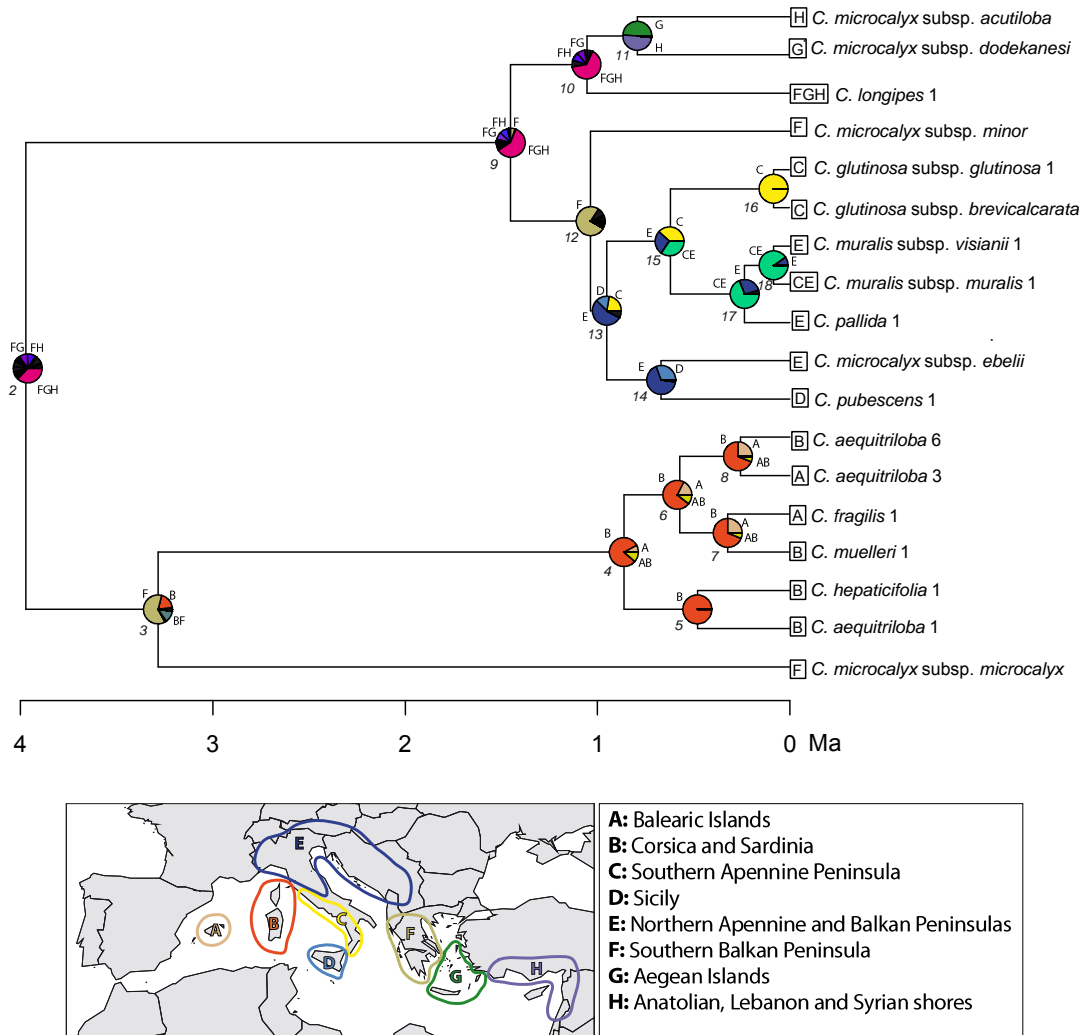 H C. microcalyx subsp. acutiloba
G C. microcalyx subsp. dodekanesi
FGH C. longipes 1
F C. microcalyx subsp. minor
C C. glutinosa subsp. glutinosa 1
C C. glutinosa subsp. brevicalcarata
E C. muralis subsp. visianii 1
CE C. muralis subsp. muralis 1
E C. pallida 1
E C. microcalyx subsp. ebelii
D C. pubescens 1
B C. aequitriloba 6
A C. aequitriloba 3
A C. fragilis 1
B C. muelleri 1
B C. hepaticifolia 1
B C. aequitriloba 1
F C. microcalyx subsp. microcalyx
G
H
11
FG
FH
FGH
10
FH F
FG
FGH
9
F
12
C
16
E C
CE
15
CE E
18
E
CE
17
D C
E
13
E D
14
FG FH
FGH
2
B A
AB
8
B A
AB
6
B A
AB
7
B A
AB
4
B
5
F B
BF
3
4 3 2 1 0 Ma
E
A
B
C
D
F
G
H
A: Balearic Islands
B: Corsica and Sardinia
C: Southern Apennine Peninsula
D: Sicily
E: Northern Apennine and Balkan Peninsulas
F: Southern Balkan Peninsula
G: Aegean Islands
H: Anatolian, Lebanon and Syrian shores